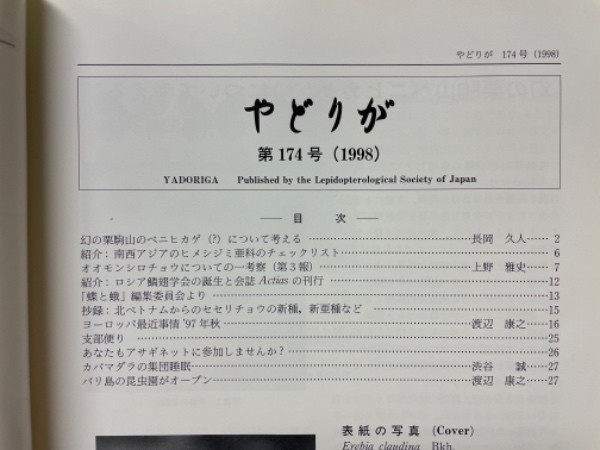 やどりが 174号 (1998)
やどりが
第174号 (1998)
YADORIGA Published by the Lepidopterological Society of Japan
── 目 次 ──
幻の栗駒山のベニヒカゲ (?) について考える ……長岡 久人…… 2
紹介: 南西アジアのヒメシジミ亜科のチェックリスト …… 6
オオモンシロチョウについての一考察 (第3報) ……上野 雅史…… 7
紹介: ロシア鱗翅学会の誕生と会誌 Actias の刊行 ……12
「蝶と蛾」編集委員会より ……13
抄録: 北ベトナムからのセセリチョウの新種, 新亜種など ……15
ヨーロッパ最近事情 '97年秋……渡辺 康之……16
支部便り ……25
あなたもアサギネットに参加しませんか? ……26
カバマダラの集団睡眠……渋谷 誠……27
バリ島の昆虫園がオープン……渡辺 康之……27
表紙の写真 (Cover)
Erebia claudina Bkh.